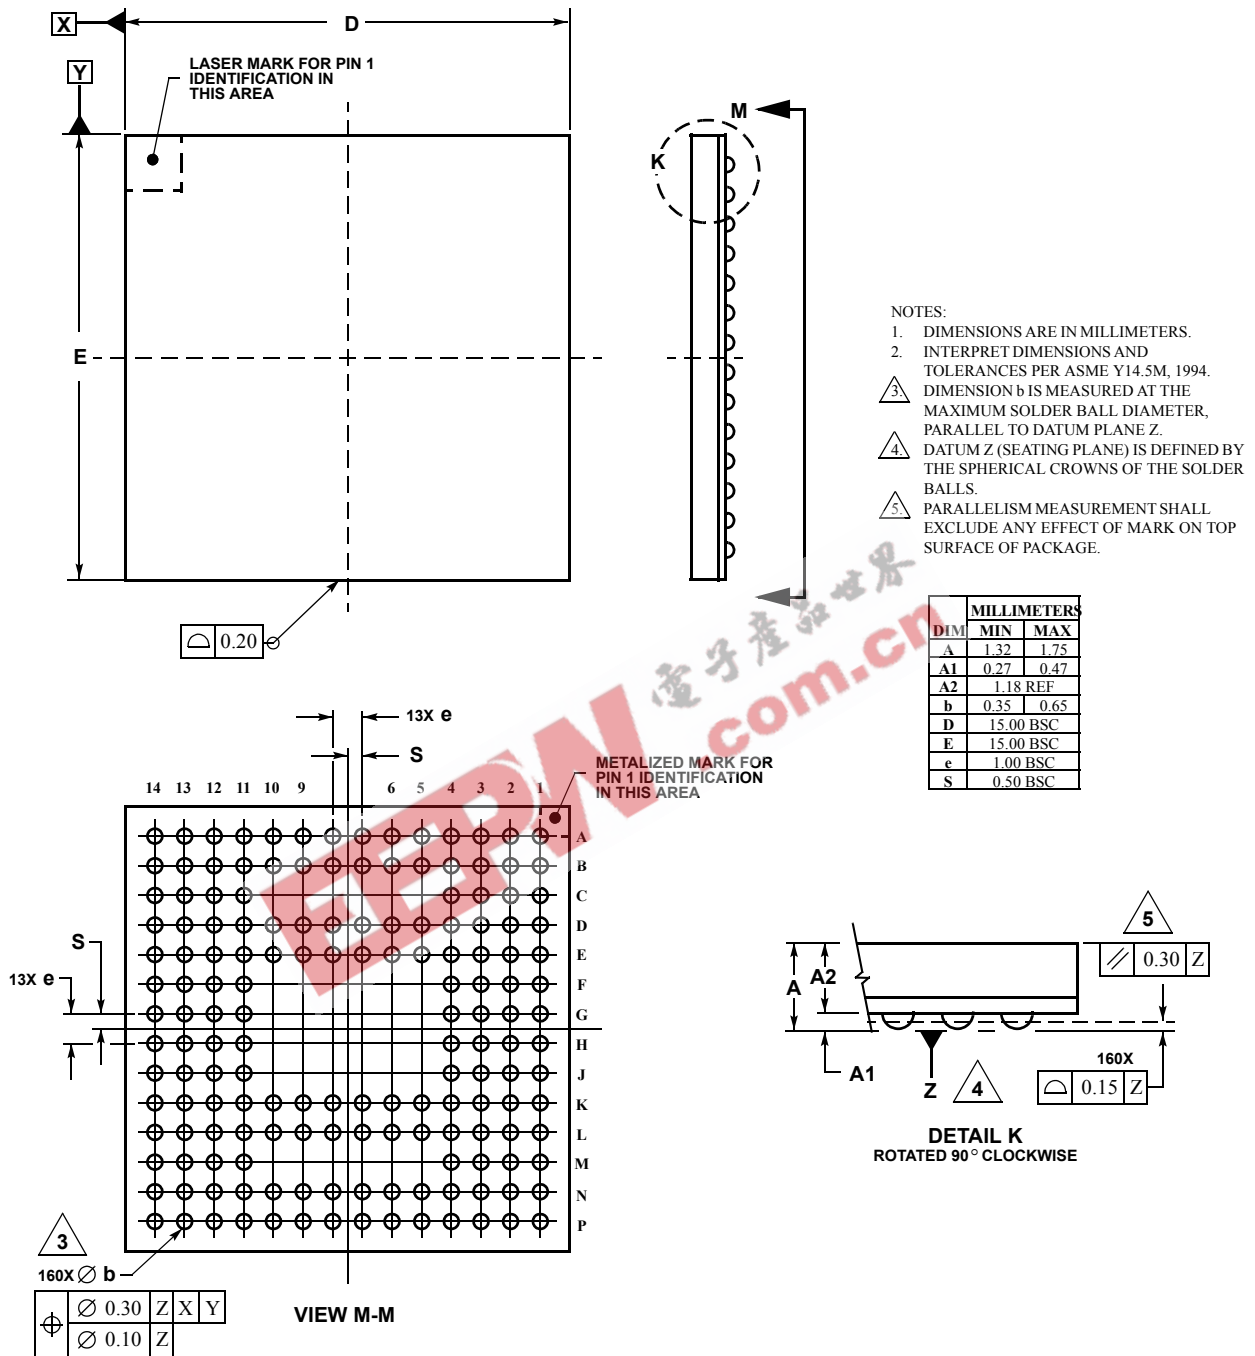 X
D
LASER MARK FOR PIN 1
IDENTIFICATION IN
THIS AREA
Y
M
K
E
0.20
NOTES:
1. DIMENSIONS ARE IN MILLIMETERS.
2. INTERPRET DIMENSIONS AND
TOLERANCES PER ASME Y14.5M, 1994.
3. DIMENSION b IS MEASURED AT THE
MAXIMUM SOLDER BALL DIAMETER,
PARALLEL TO DATUM PLANE Z.
4. DATUM Z (SEATING PLANE) IS DEFINED BY
THE SPHERICAL CROWNS OF THE SOLDER
BALLS.
5. PARALLELISM MEASUREMENT SHALL
EXCLUDE ANY EFFECT OF MARK ON TOP
SURFACE OF PACKAGE.
MILLIMETERS
DIM MIN MAX
A 1.32 1.75
A1 0.27 0.47
A2 1.18 REF
b 0.35 0.65
D 15.00 BSC
E 15.00 BSC
e 1.00 BSC
S 0.50 BSC
EEPW 電子產品世界
.com.cn
13X e
S
METALIZED MARK FOR
PIN 1 IDENTIFICATION
IN THIS AREA
14 13 12 11 10 9 6 5 4 3 2 1
A
B
C
D
E
F
G
H
J
K
L
M
N
P
S
13X e
3
160X ∅ b
⌖ ∅ 0.30 Z X Y
∅ 0.10 Z
VIEW M-M
5
// 0.30 Z
A
A2
A1
Z
4
160X
0.15 Z
DETAIL K
ROTATED 90° CLOCKWISE